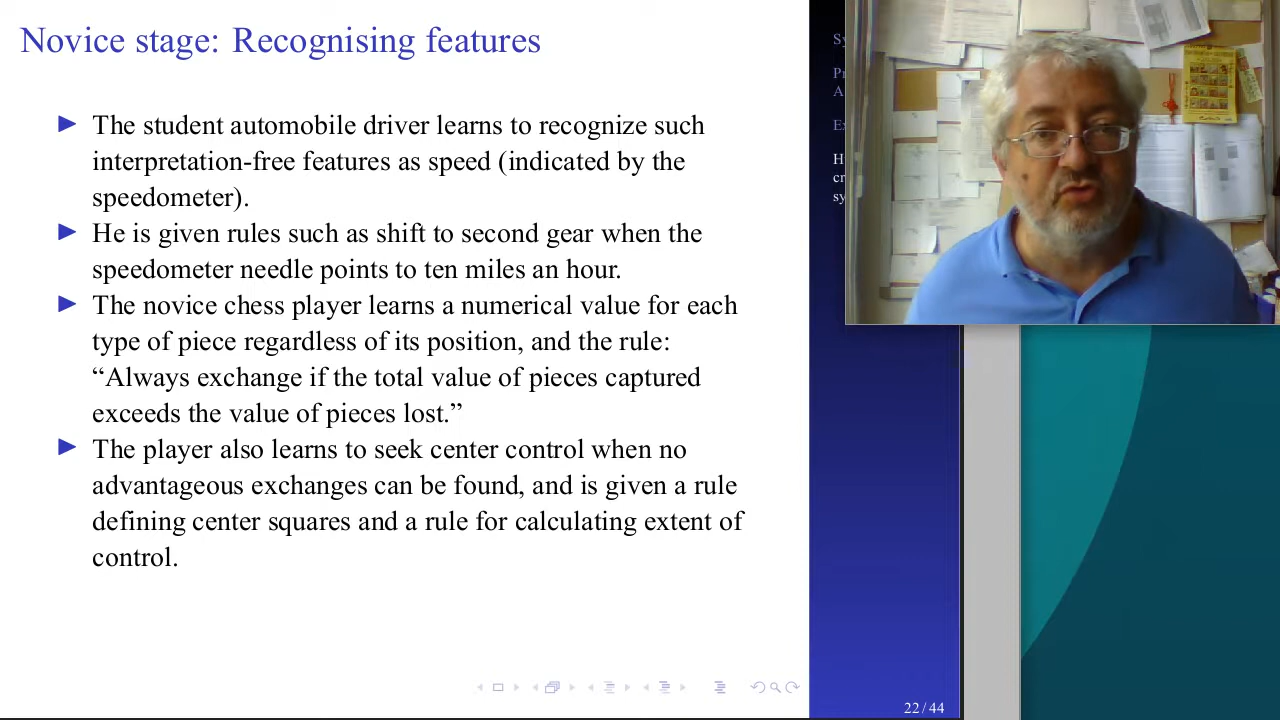 Novice stage: Recognising features
▶ The student automobile driver learns to recognize such
interpretation-free features as speed (indicated by the
speedometer).
▶ He is given rules such as shift to second gear when the
speedometer needle points to ten miles an hour.
▶ The novice chess player learns a numerical value for each
type of piece regardless of its position, and the rule:
“Always exchange if the total value of pieces captured
exceeds the value of pieces lost.”
▶ The player also learns to seek center control when no
advantageous exchanges can be found, and is given a rule
defining center squares and a rule for calculating extent of
control.
22 / 44